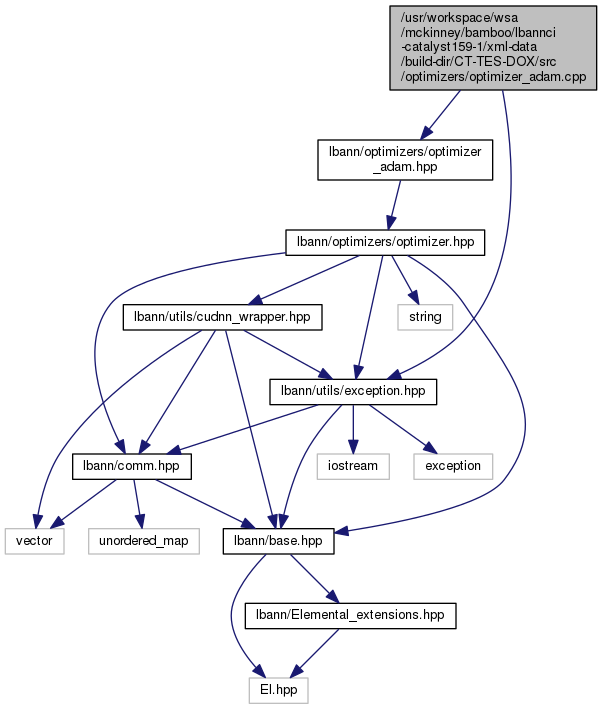 /usr/workspace/wsa
/mckinney/bamboo/lbannci
-catalyst159-1/xml-data
/build-dir/CT-TES-DOX/src
/optimizers/optimizer_adam.cpp
lbann/optimizers/optimizer
_adam.hpp
lbann/optimizers/optimizer.hpp
lbann/utils/cudnn_wrapper.hpp
string
lbann/utils/exception.hpp
lbann/comm.hpp
iostream
exception
vector
unordered_map
lbann/base.hpp
lbann/Elemental_extensions.hpp
El.hpp